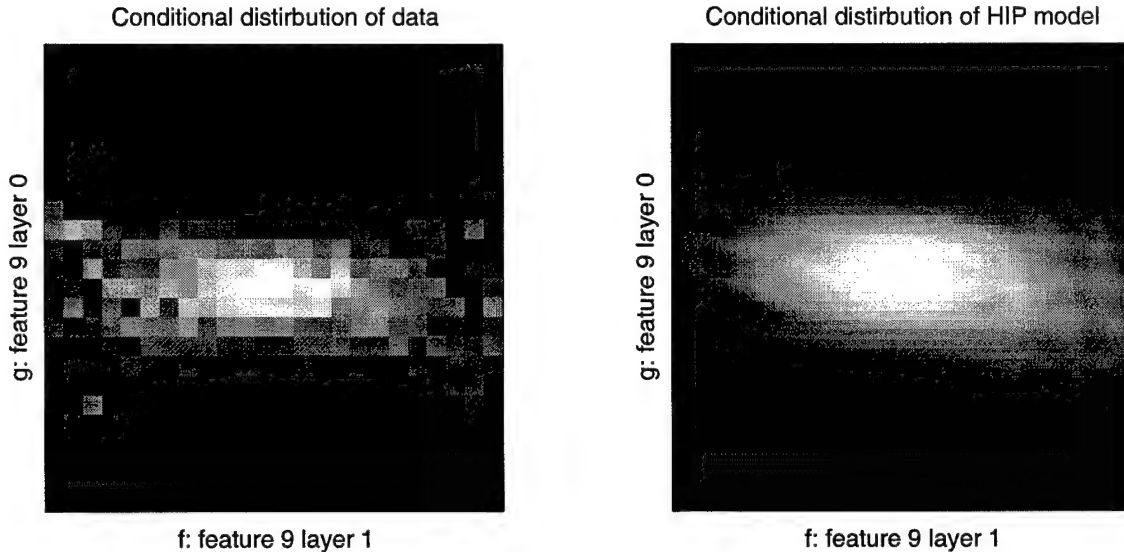 Conditional distirbution of data
Conditional distirbution of HIP model
g: feature 9 layer 0
g: feature 9 layer 0
f: feature 9 layer 1
f: feature 9 layer 1